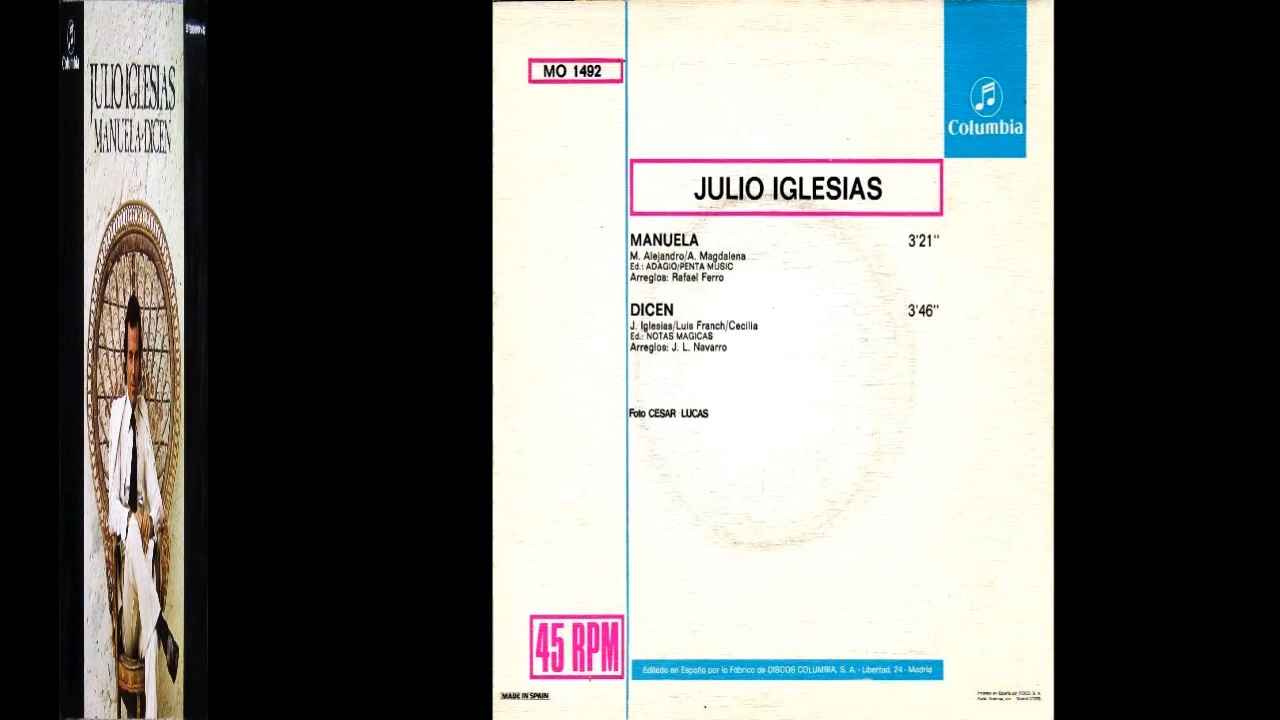 Columbia
JULIO IGLESIAS
MANUELA·DICEN
MO 1492
Columbia
JULIO IGLESIAS
MANUELA 3'21"
M. Alejandro/A. Magdalena
Ed.: ADAGIO/PENTA MUSIC
Arreglos: Rafael Ferro
DICEN 3'46"
J. Iglesias/Luis Franch/Cecilia
Ed.: NOTAS MAGICAS
Arreglos: J. L. Navarro
Foto CESAR LUCAS
45 RPM
Editado en España por la Fábrica de DISCOS COLUMBIA, S. A. - Libertad, 24 - Madrid
MADE IN SPAIN